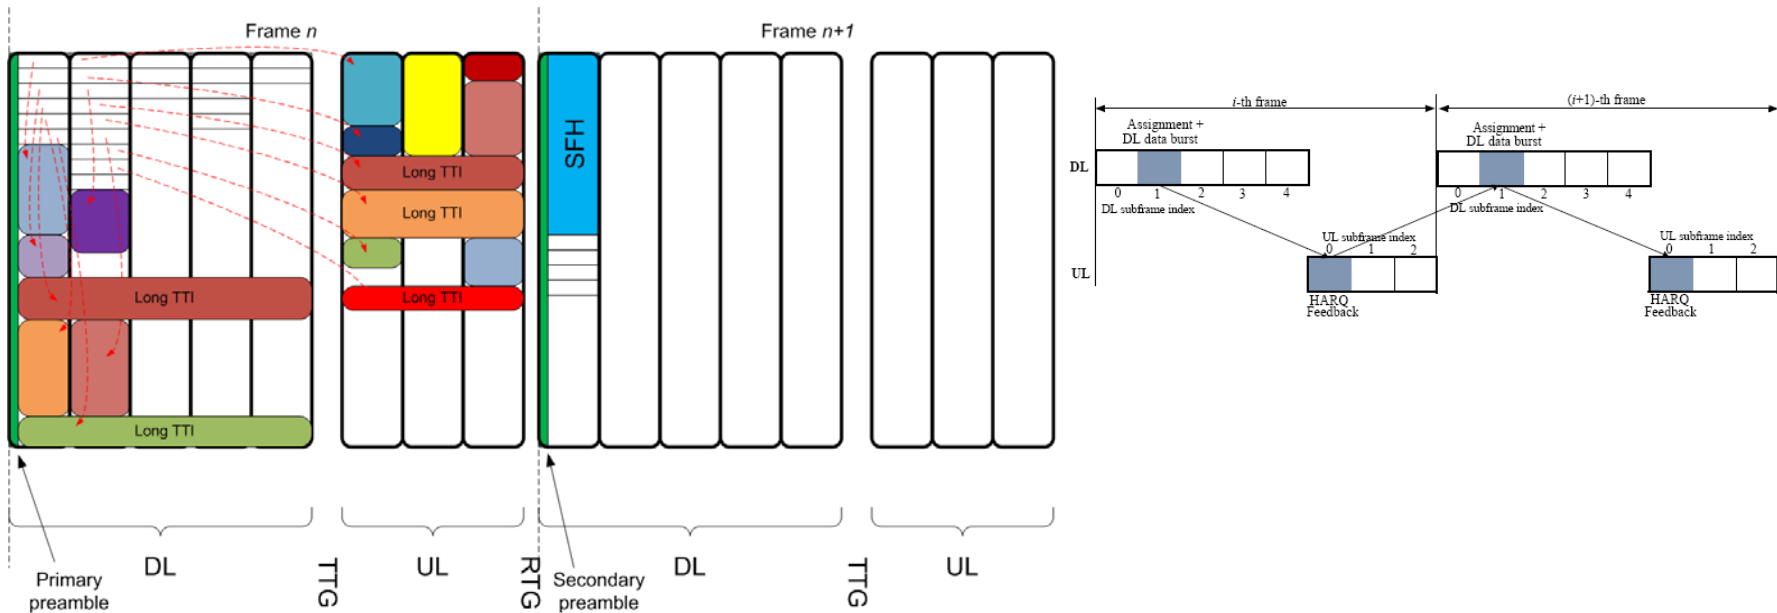 Frame n
Frame n+1
SFH
Long TTI
Long TTI
Long TTI
Long TTI
Long TTI
DL
TTG
UL
RTG
DL
TTG
UL
Primary
preamble
Secondary
preamble
i-th frame
(i+1)-th frame
Assignment +
DL data burst
Assignment +
DL data burst
DL
0 1 2 3 4
DL subframe index
0 1 2 3 4
DL subframe index
UL subframe index
0 1 2
UL subframe index
0 1 2
UL
HARQ
Feedback
HARQ
Feedback